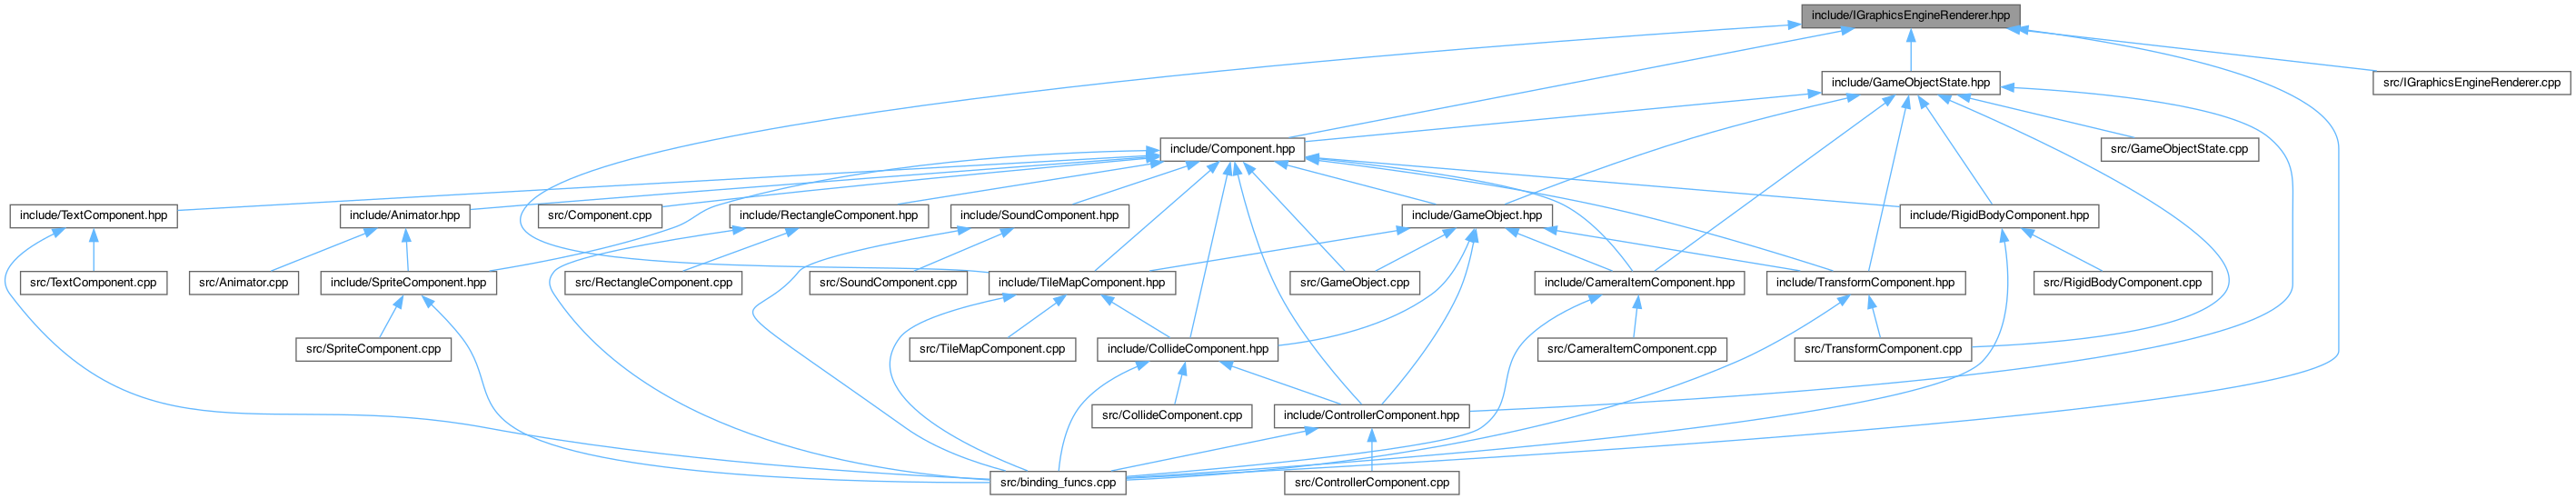 include/IGraphicsEngineRenderer.hpp
include/GameObjectState.hpp
src/IGraphicsEngineRenderer.cpp
include/Component.hpp
src/GameObjectState.cpp
include/TextComponent.hpp
include/Animator.hpp
src/Component.cpp
include/RectangleComponent.hpp
include/SoundComponent.hpp
include/GameObject.hpp
include/RigidBodyComponent.hpp
src/TextComponent.cpp
src/Animator.cpp
include/SpriteComponent.hpp
src/RectangleComponent.cpp
src/SoundComponent.cpp
include/TileMapComponent.hpp
src/GameObject.cpp
include/CameraItemComponent.hpp
include/TransformComponent.hpp
src/RigidBodyComponent.cpp
src/SpriteComponent.cpp
src/TileMapComponent.cpp
include/CollideComponent.hpp
src/CameraItemComponent.cpp
src/TransformComponent.cpp
src/CollideComponent.cpp
include/ControllerComponent.hpp
src/binding_funcs.cpp
src/ControllerComponent.cpp